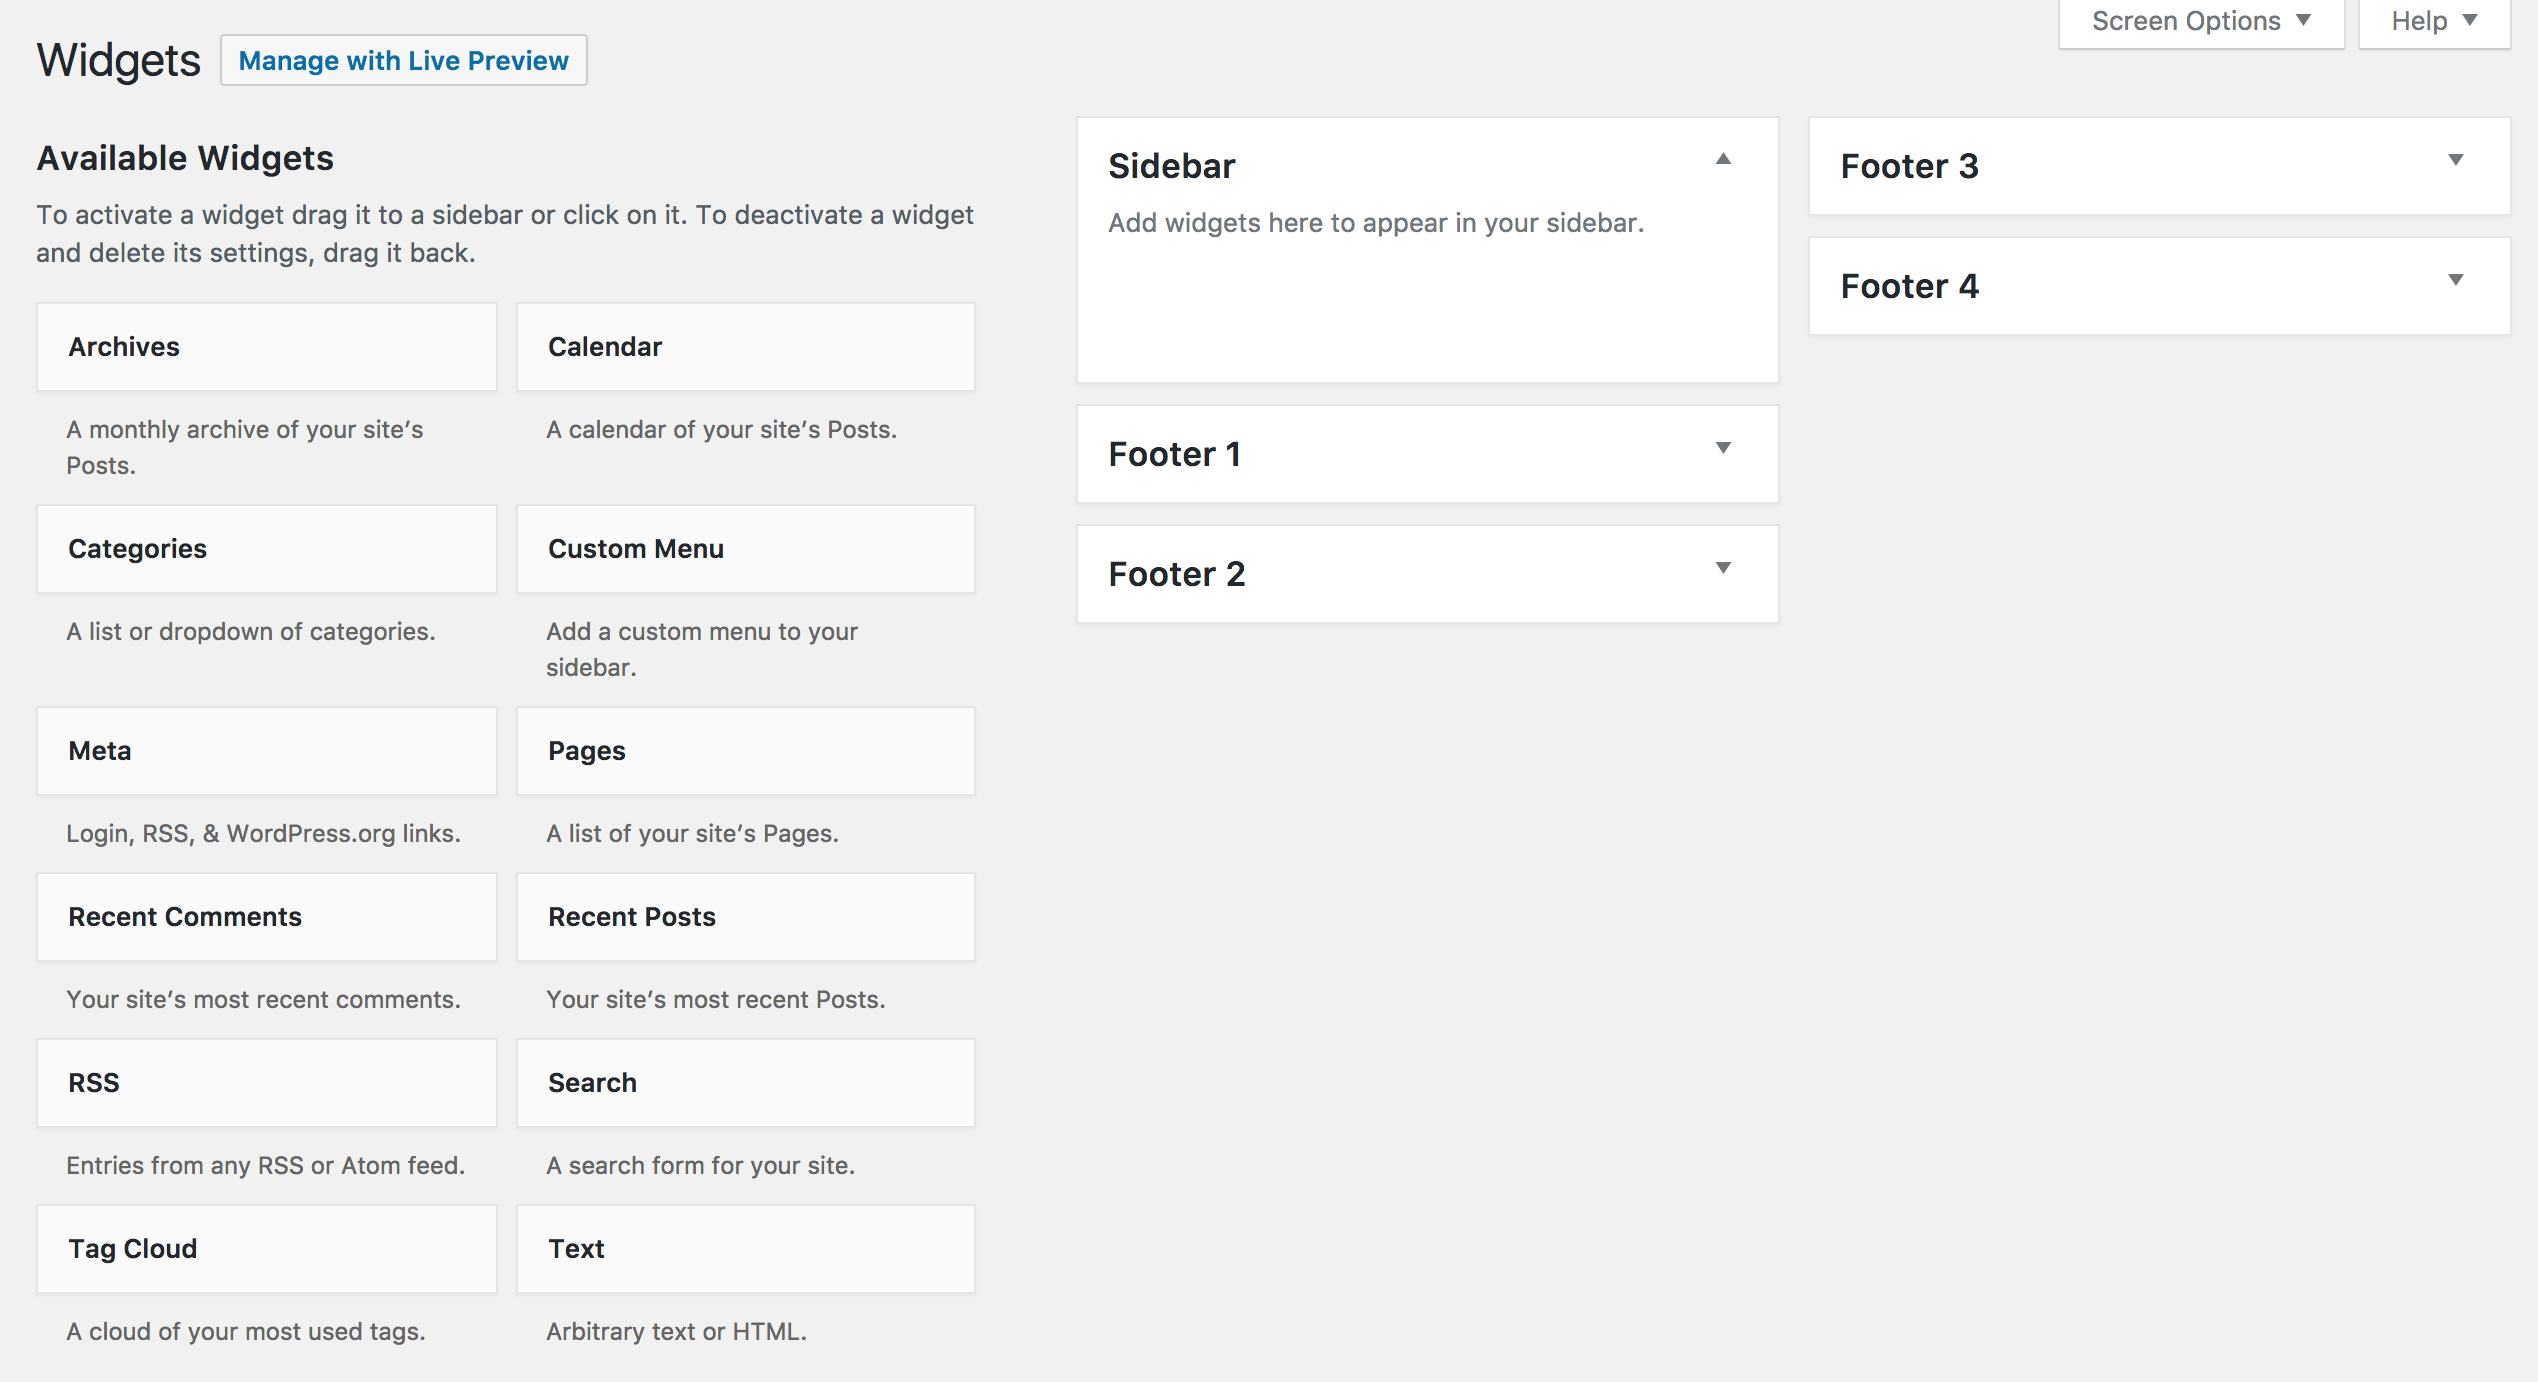 Screen Options
Help
Widgets
Manage with Live Preview
Available Widgets
To activate a widget drag it to a sidebar or click on it. To deactivate a widget
and delete its settings, drag it back.
Archives
Calendar
A monthly archive of your site’s
Posts.
A calendar of your site’s Posts.
Categories
Custom Menu
A list or dropdown of categories.
Add a custom menu to your
sidebar.
Meta
Pages
Login, RSS, & WordPress.org links.
A list of your site’s Pages.
Recent Comments
Recent Posts
Your site’s most recent comments.
Your site’s most recent Posts.
RSS
Search
Entries from any RSS or Atom feed.
A search form for your site.
Tag Cloud
Text
A cloud of your most used tags.
Arbitrary text or HTML.
Sidebar
Add widgets here to appear in your sidebar.
Footer 1
Footer 2
Footer 3
Footer 4